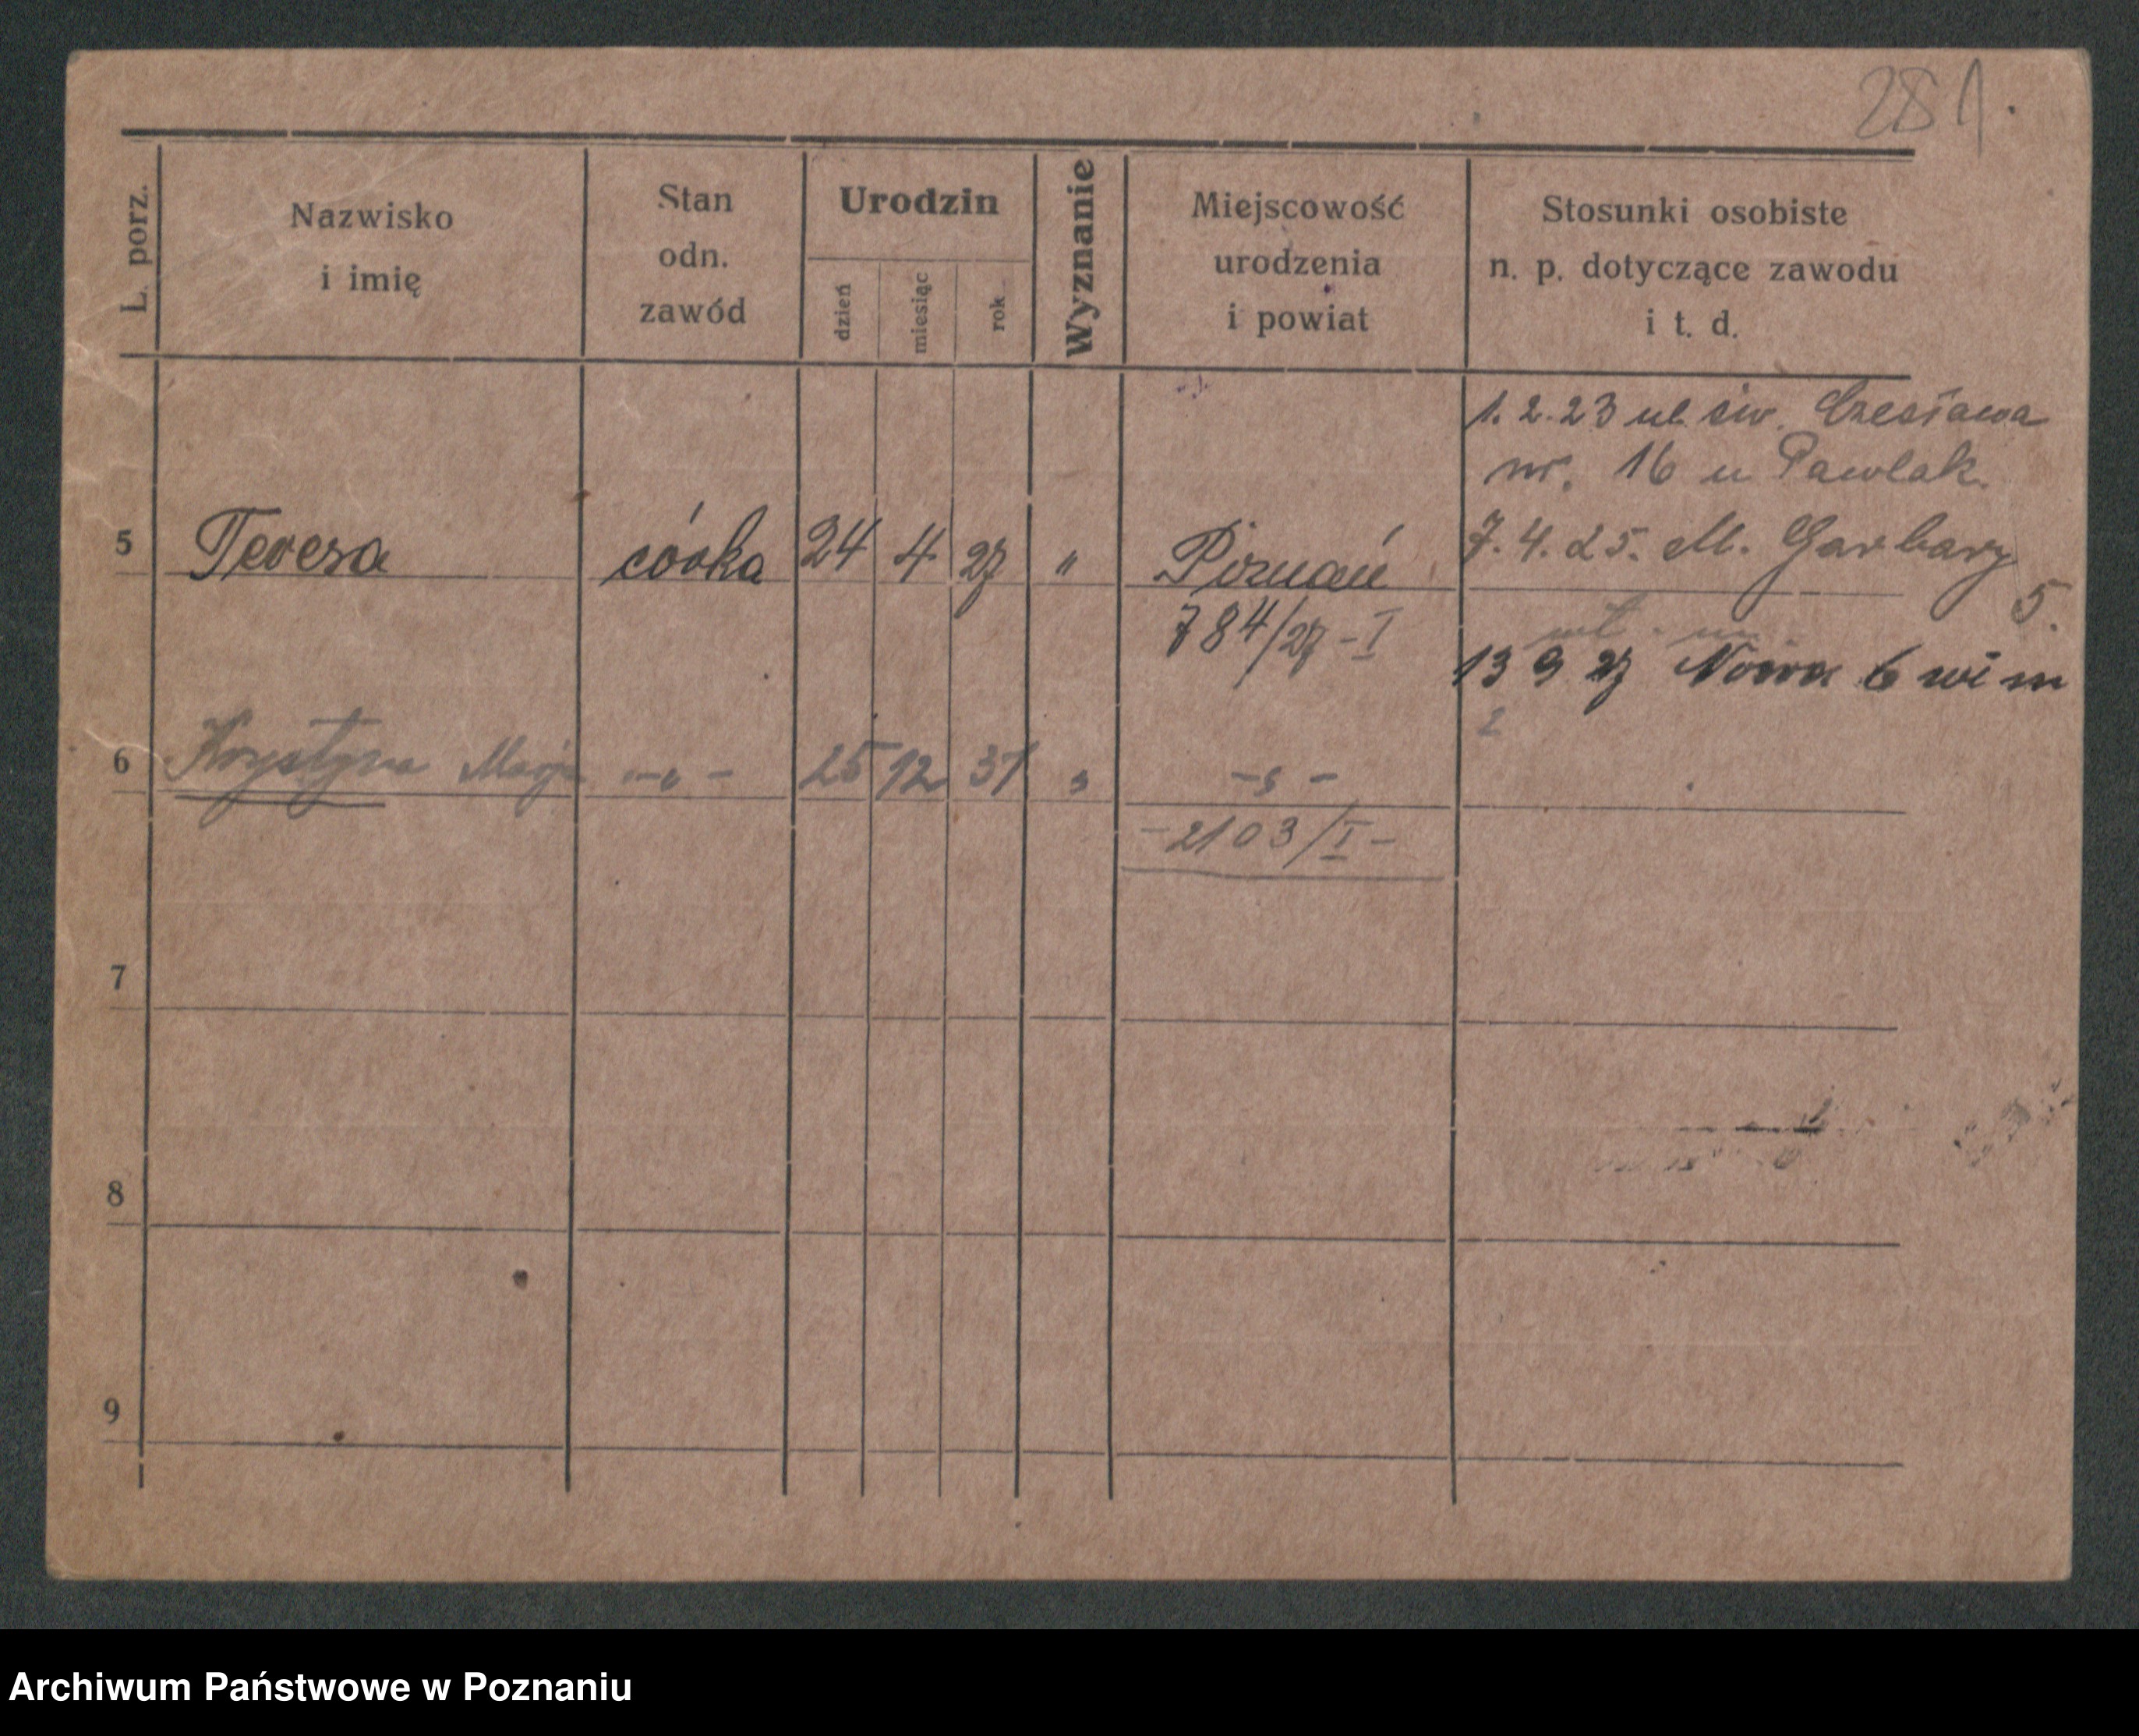 281.
L. porz.
Nazwisko
i imię
Stan
odn.
zawód
Urodzin
dzień
miesiąc
rok
Wyznanie
Miejscowość
urodzenia
i powiat
Stosunki osobiste
n. p. dotyczące zawodu
i t. d.
1. 2. 23 ul. św. Czesława
nr. 16 u Pawlak.
5 Teresa córka 24 4 27 " Poznań 7. 4. 25. M. Garbary
5.
784/27 - I
13 9 27 Nowa 6 wi m
2
6 Krystyna Marja -"- 25 12 31 " -"-
- 2103/I -
7
8
9
Archiwum Państwowe w Poznaniu